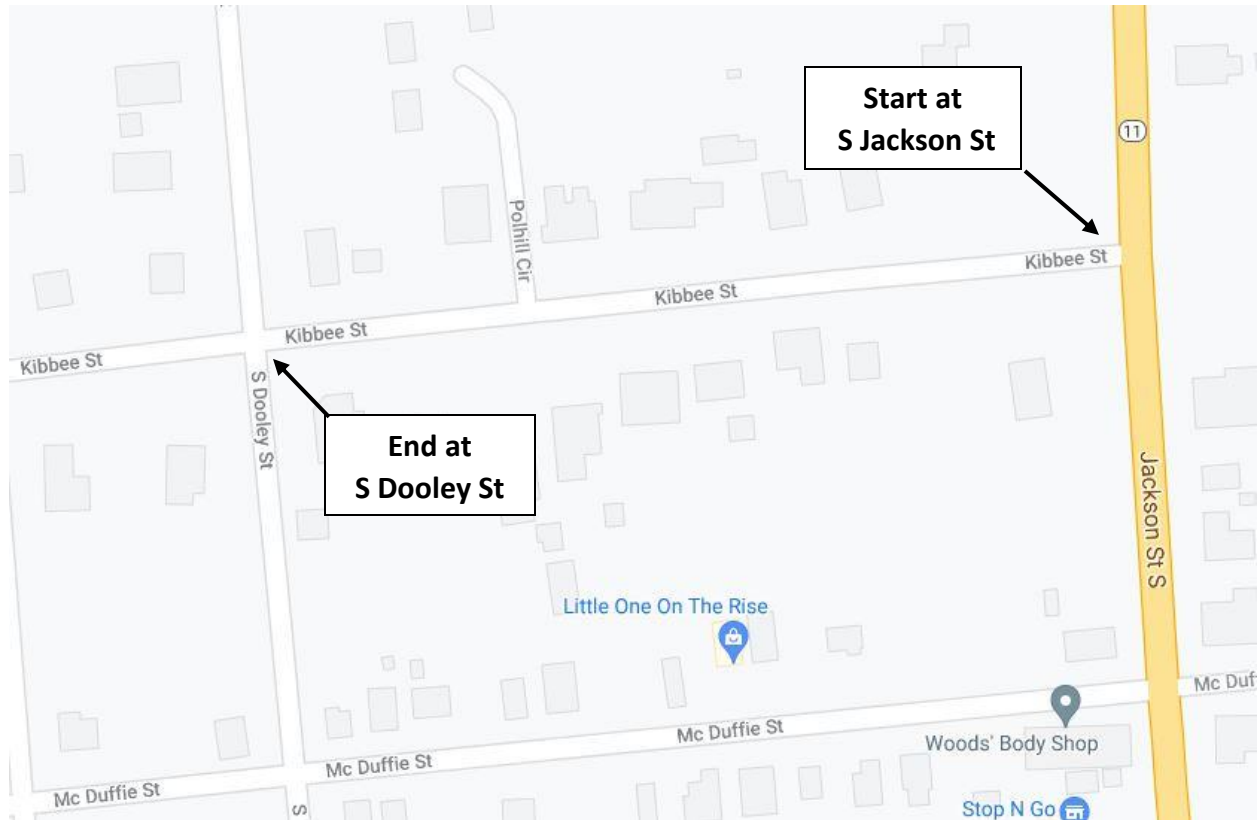 Start at
S Jackson St
11
Polhill Cir
Kibbee St
Kibbee St
Kibbee St
Kibbee St
S Dooley St
End at
S Dooley St
Jackson St S
Little One On The Rise
Mc Duf
Mc Duffie St
Woods' Body Shop
Mc Duffie St
Mc Duffie St
S
Stop N Go